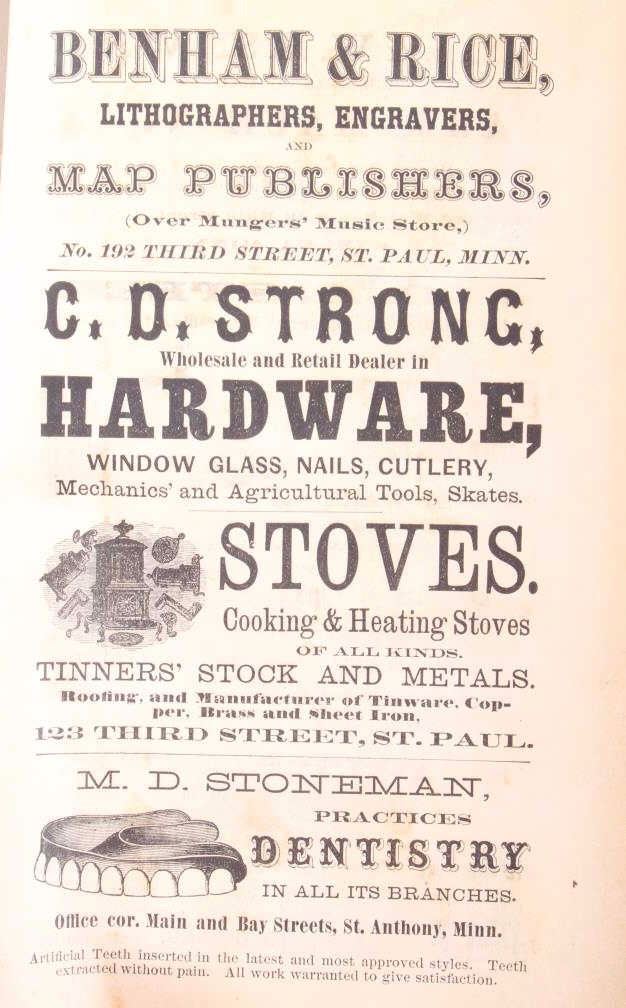 BENHAM & RICE,
LITHOGRAPHERS, ENGRAVERS,
AND
MAP PUBLISHERS,
(Over Mungers' Music Store,)
No. 192 THIRD STREET, ST. PAUL, MINN.
C. D. STRONG,
Wholesale and Retail Dealer in
HARDWARE,
WINDOW GLASS, NAILS, CUTLERY,
Mechanics' and Agricultural Tools, Skates.
STOVES.
Cooking & Heating Stoves
OF ALL KINDS.
TINNERS' STOCK AND METALS.
Roofing, and Manufacturer of Tinware, Cop-
per, Brass and Sheet Iron,
123 THIRD STREET, ST. PAUL.
M. D. STONEMAN,
PRACTICES
DENTISTRY
IN ALL ITS BRANCHES.
Office cor. Main and Bay Streets, St. Anthony, Minn.
Artificial Teeth inserted in the latest and most approved styles. Teeth
extracted without pain. All work warranted to give satisfaction.